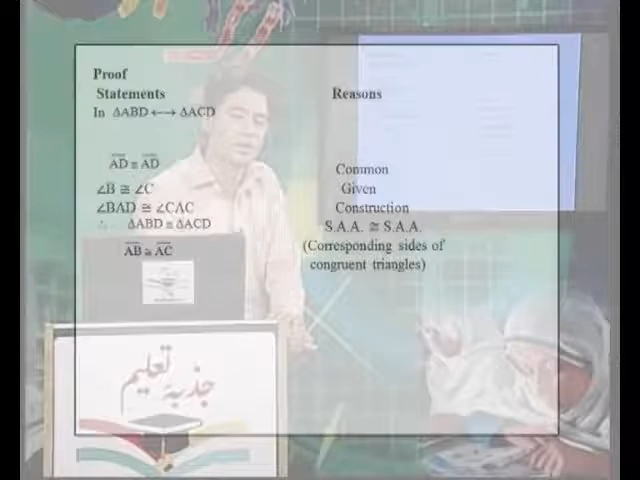 Proof
Statements Reasons
In ΔABD ⟷ ΔACD
AD ≅ AD Common
∠B ≅ ∠C Given
∠BAD ≅ ∠CAC Construction
∴ ΔABD ≅ ΔACD S.A.A. ≅ S.A.A.
AB ≅ AC (Corresponding sides of
congruent triangles)
جذبہ تعلیم